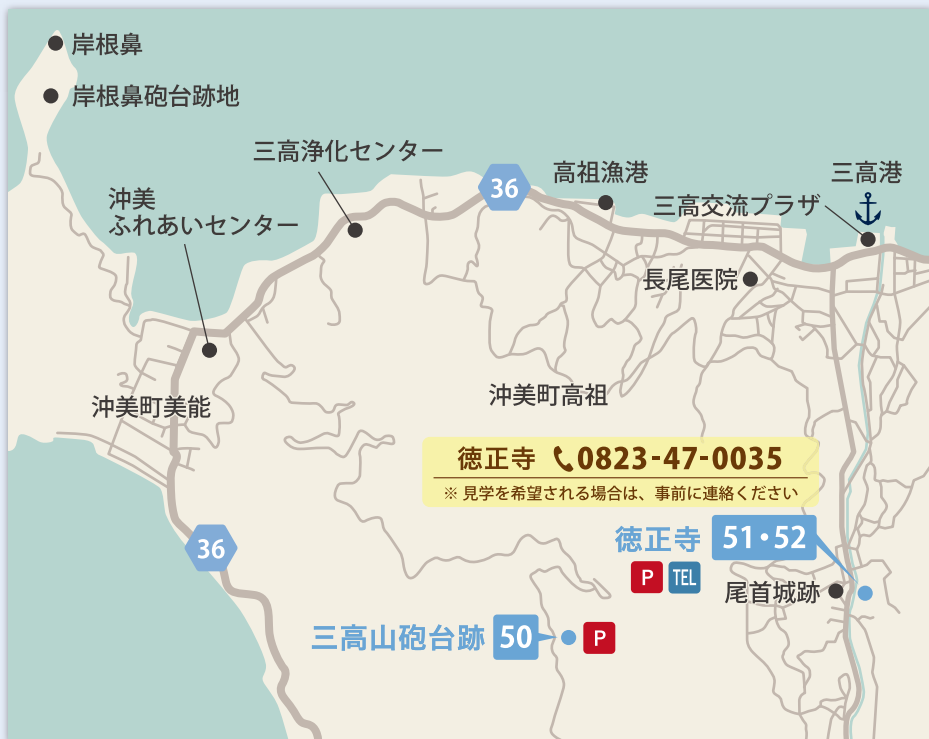 岸根鼻
岸根鼻砲台跡地
三高浄化センター
36
高祖漁港
三高港
三高交流プラザ
沖美
ふれあいセンター
長尾医院
沖美町美能
沖美町高祖
徳正寺 0823-47-0035
※ 見学を希望される場合は、事前に連絡ください
徳正寺 51・52
P TEL
尾首城跡
36
三高山砲台跡 50 P